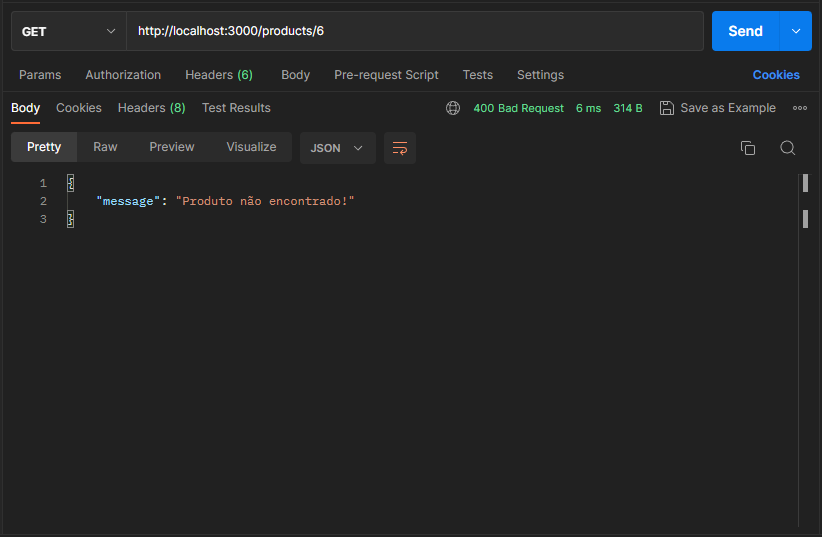 GET http://localhost:3000/products/6 Send
Params Authorization Headers (6) Body Pre-request Script Tests Settings Cookies
Body Cookies Headers (8) Test Results 400 Bad Request 6 ms 314 B Save as Example
Pretty Raw Preview Visualize JSON
1 {
2 "message": "Produto não encontrado!"
3 }